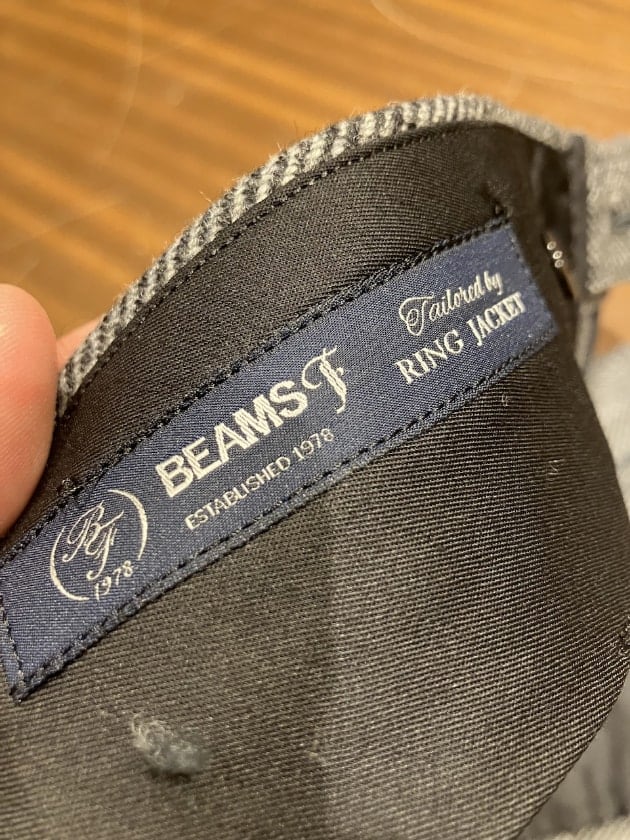 BF
1978
BEAMS F
ESTABLISHED 1978
Tailored by
RING JACKET